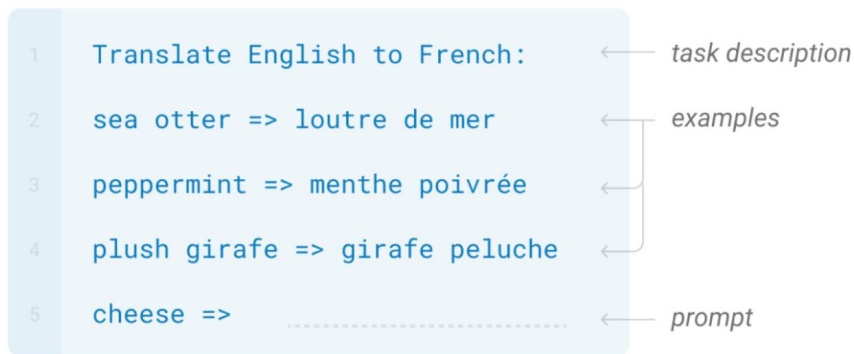 1 Translate English to French: task description
2 sea otter => loutre de mer examples
3 peppermint => menthe poivrée
4 plush girafe => girafe peluche
5 cheese => prompt